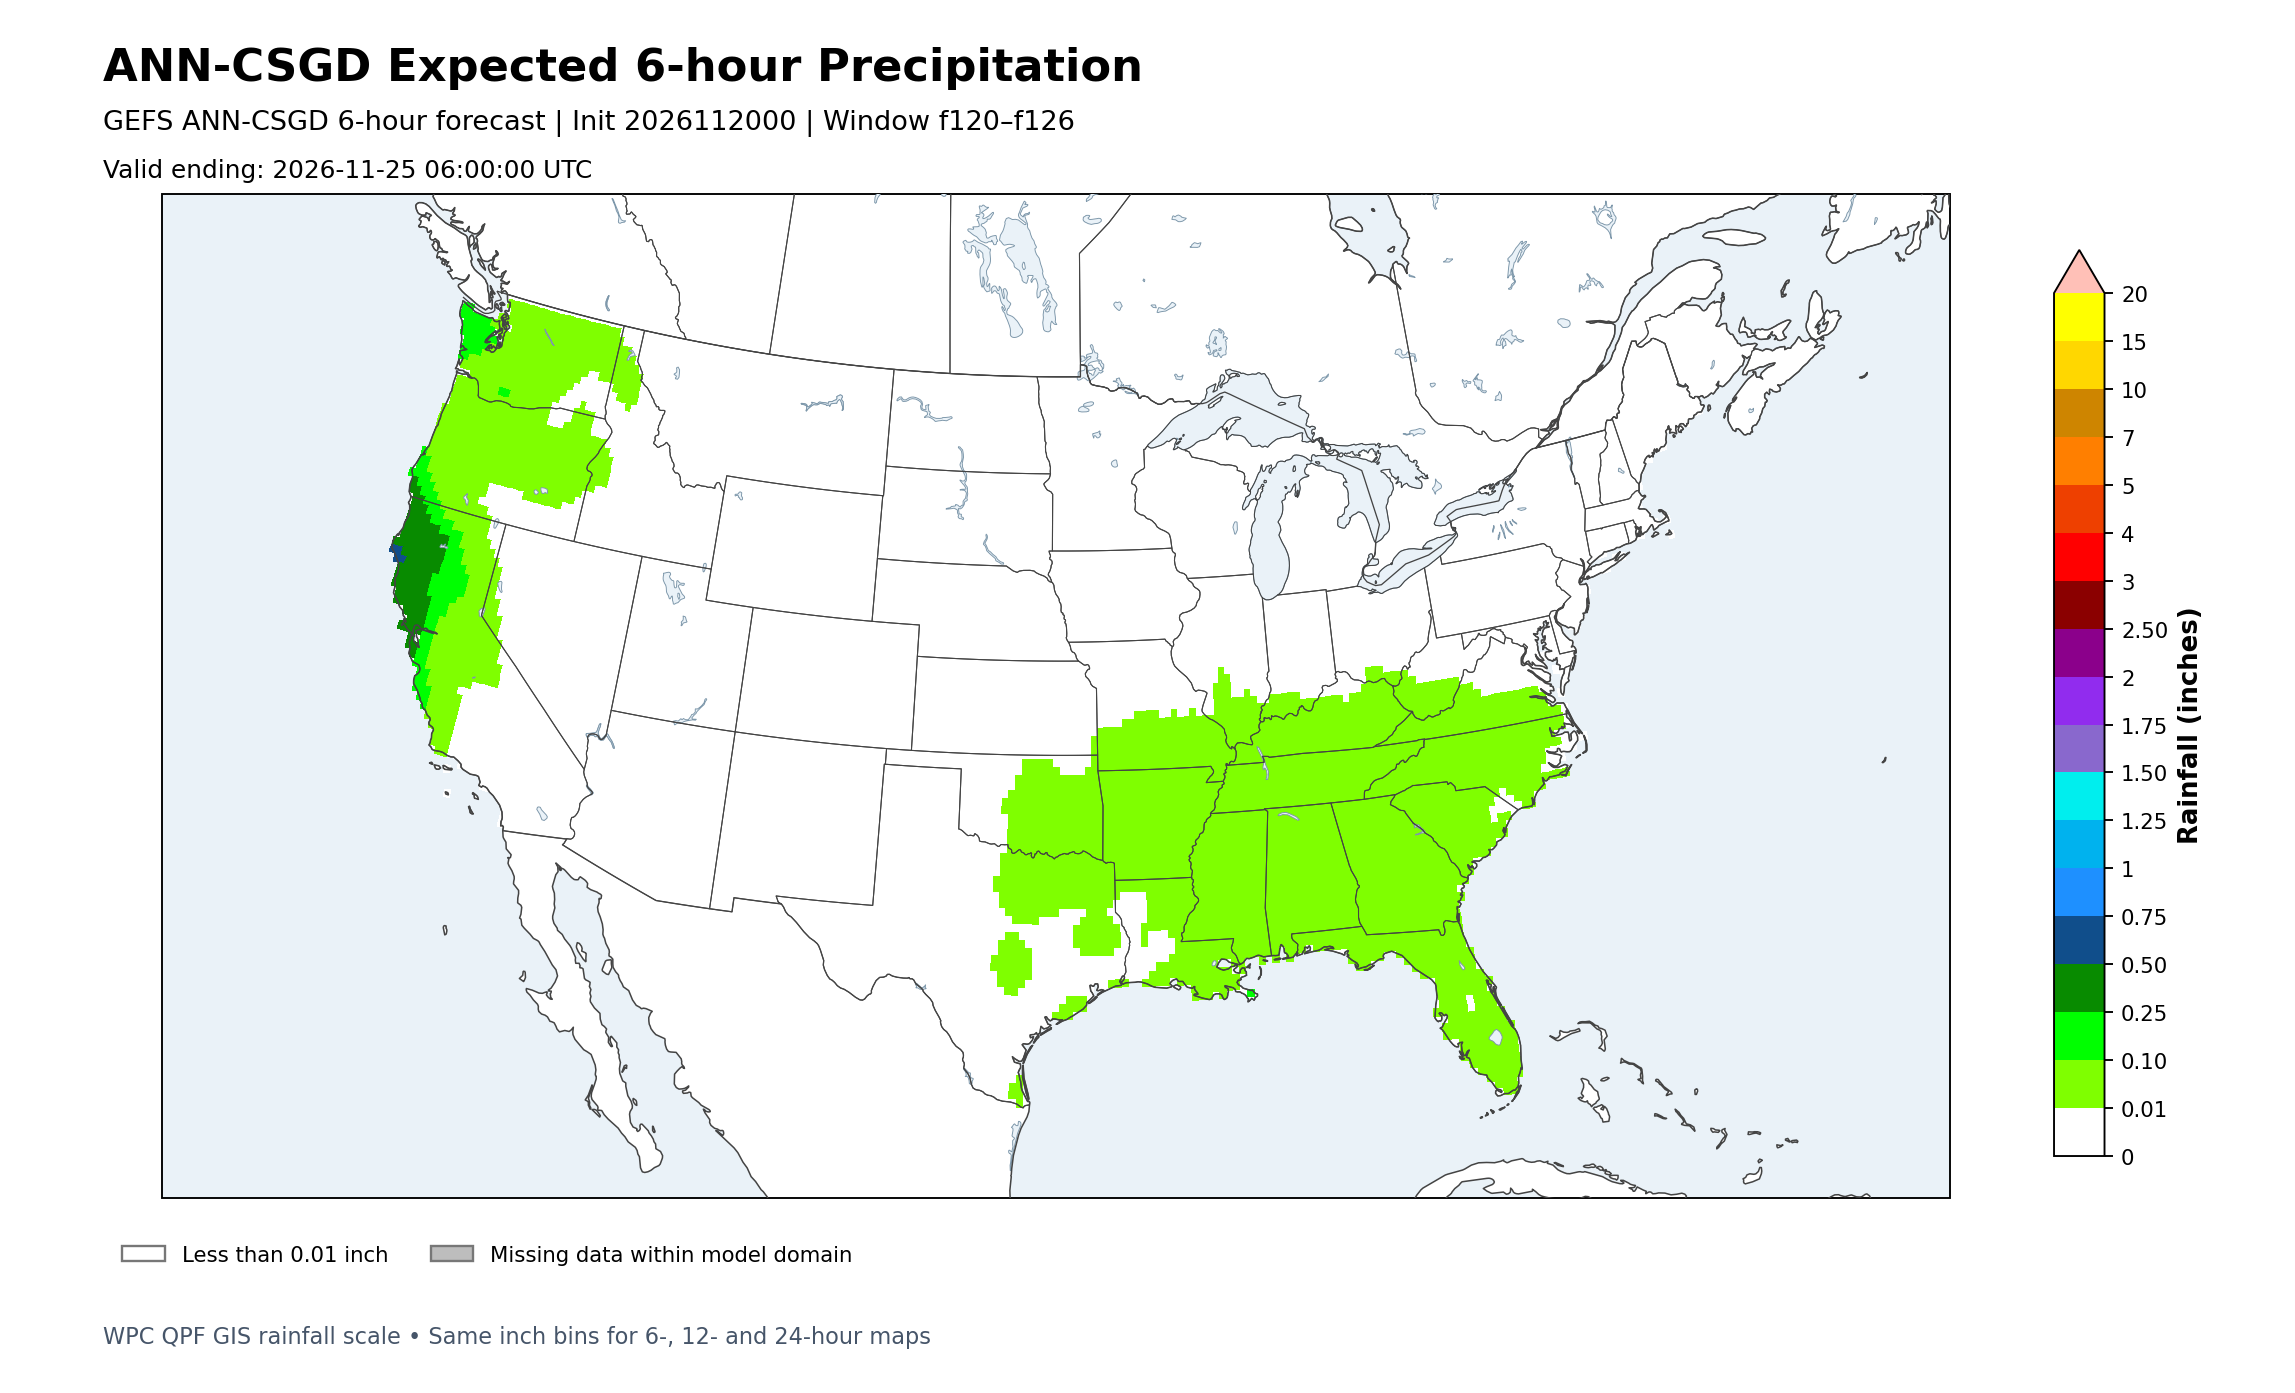 ANN-CSGD Expected 6-hour Precipitation
GEFS ANN-CSGD 6-hour forecast | Init 2026112000 | Window f120–f126
Valid ending: 2026-11-25 06:00:00 UTC
20
15
10
7
5
4
3
2.50
2
1.75
1.50
1.25
1
0.75
0.50
0.25
0.10
0.01
0
Rainfall (inches)
Less than 0.01 inch
Missing data within model domain
WPC QPF GIS rainfall scale • Same inch bins for 6-, 12- and 24-hour maps